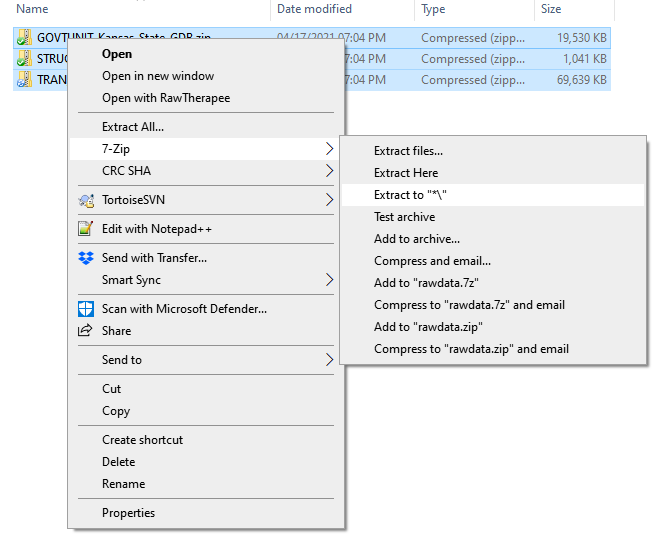 Name Date modified Type Size
GOVTUNIT_Kansas_State_GDB.zip 04/17/2021 07:04 PM Compressed (zipp... 19,530 KB
STRUC 7:04 PM Compressed (zipp... 1,041 KB
TRAN 7:04 PM Compressed (zipp... 69,639 KB
Open
Open in new window
Open with RawTherapee
Extract All...
7-Zip
CRC SHA
TortoiseSVN
Edit with Notepad++
Send with Transfer...
Smart Sync
Scan with Microsoft Defender...
Share
Send to
Cut
Copy
Create shortcut
Delete
Rename
Properties
Extract files...
Extract Here
Extract to "*\"
Test archive
Add to archive...
Compress and email...
Add to "rawdata.7z"
Compress to "rawdata.7z" and email
Add to "rawdata.zip"
Compress to "rawdata.zip" and email